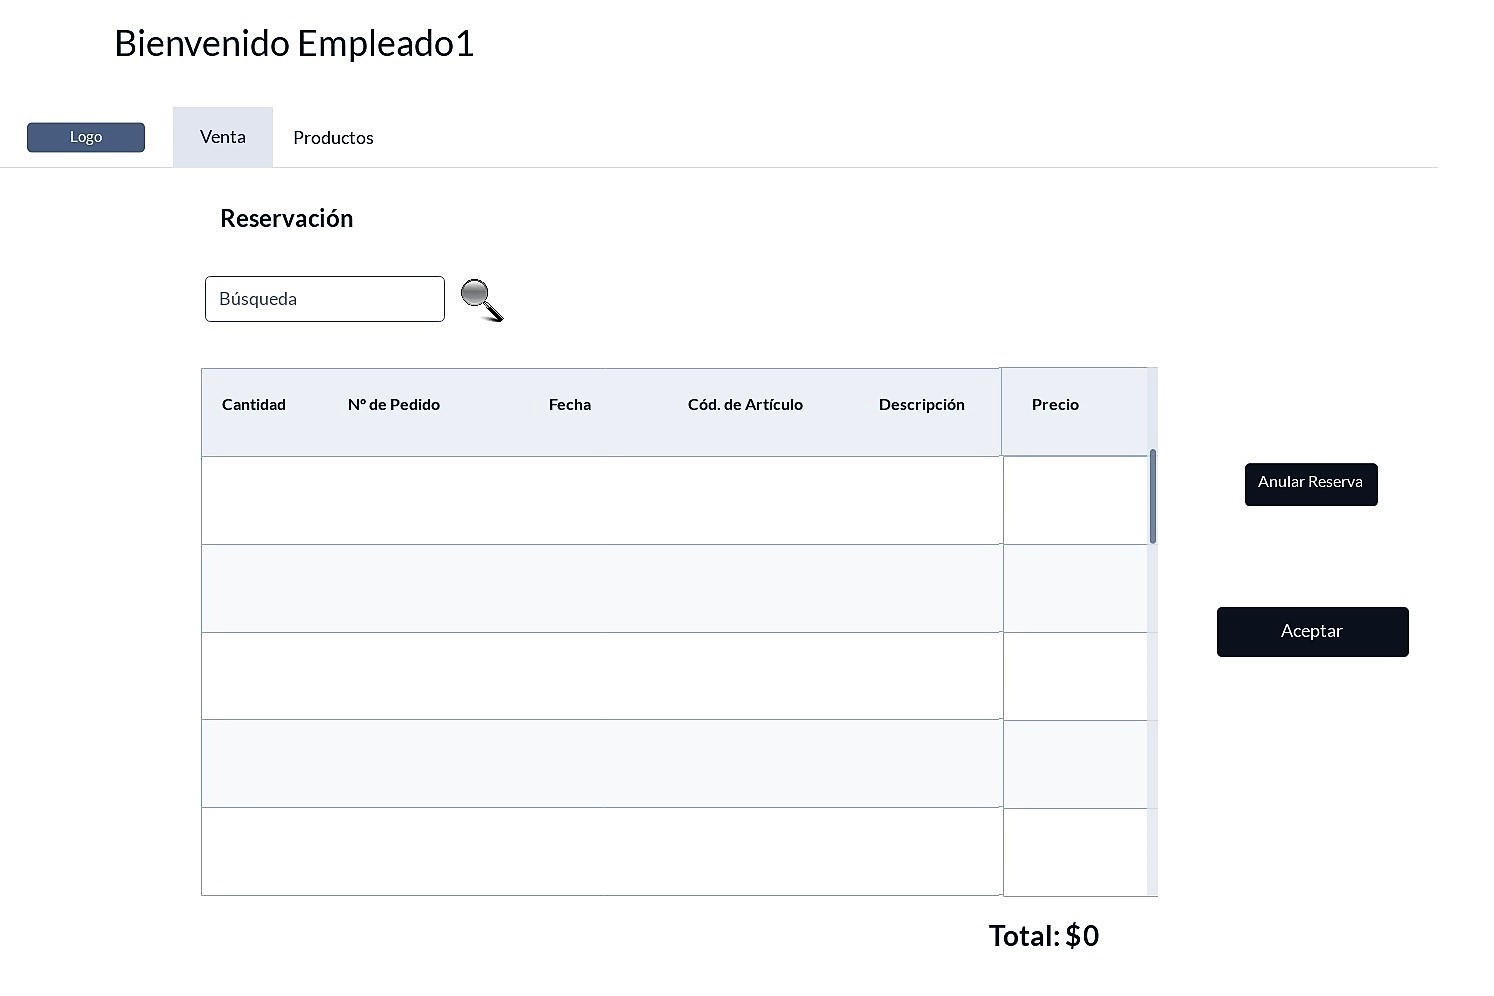 Bienvenido Empleado1
Logo
Venta
Productos
Reservación
Búsqueda
Cantidad Nº de Pedido Fecha Cód. de Artículo Descripción Precio
Anular Reserva
Aceptar
Total: $0